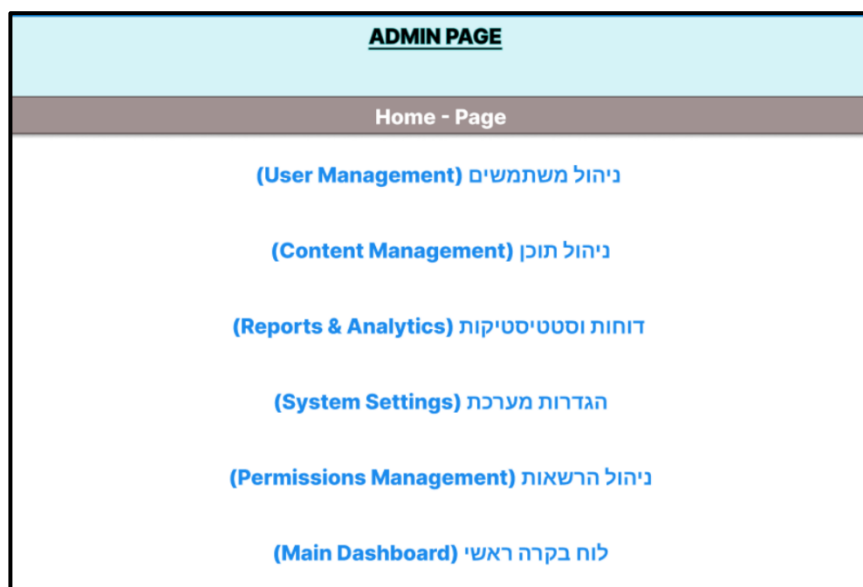 ADMIN PAGE
Home - Page
ניהול משתמשים (User Management)
ניהול תוכן (Content Management)
דוחות וסטטיסטיקות (Reports & Analytics)
הגדרות מערכת (System Settings)
ניהול הרשאות (Permissions Management)
לוח בקרה ראשי (Main Dashboard)